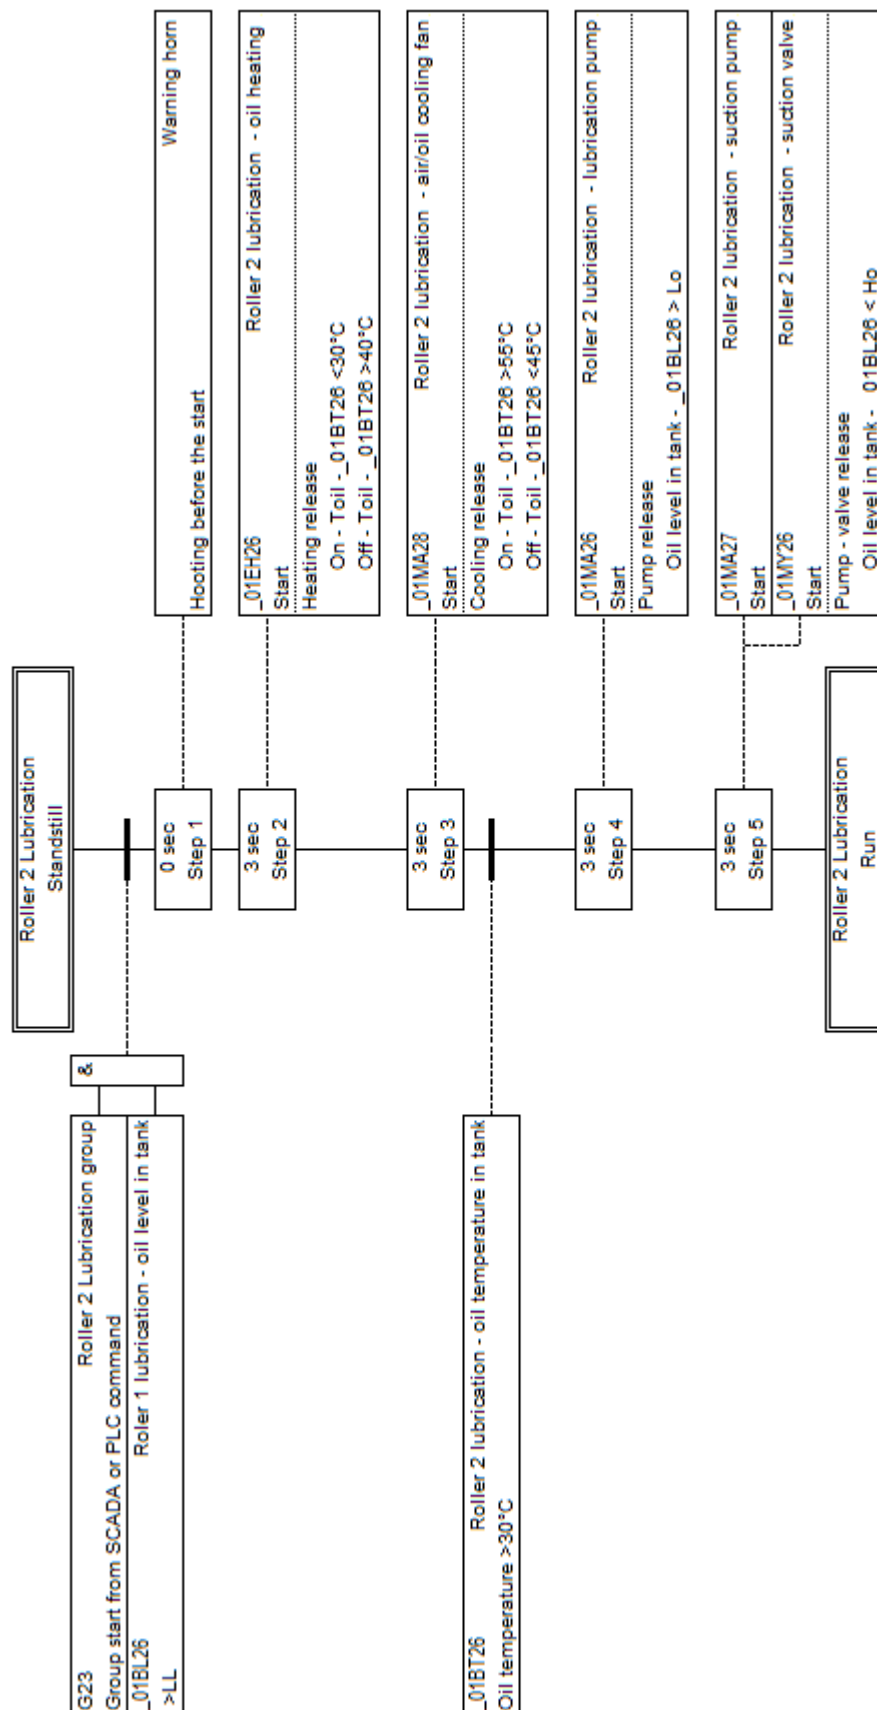 Roller 2 Lubrication
Standstill
G23 Roller 2 Lubrication group
Group start from SCADA or PLC command
_01BL26 Roler 1 lubrication - oil level in tank
>LL
&
0 sec
Step 1
Warning horn
Hooting before the start
3 sec
Step 2
_01EH26 Roller 2 lubrication - oil heating
Start
Heating release
On - Toil -_01BT26 <30°C
Off - Toil -_01BT26 >40°C
3 sec
Step 3
_01MA28 Roller 2 lubrication - air/oil cooling fan
Start
Cooling release
On - Toil -_01BT26 >55°C
Off - Toil -_01BT26 <45°C
_01BT26 Roller 2 lubrication - oil temperature in tank
Oil temperature >30°C
3 sec
Step 4
_01MA26 Roller 2 lubrication - lubrication pump
Start
Pump release
Oil level in tank -_01BL26 > Lo
3 sec
Step 5
_01MA27 Roller 2 lubrication - suction pump
Start
_01MY26 Roller 2 lubrication - suction valve
Start
Pump - valve release
Oil level in tank - 01BL26 < Ho
Roller 2 Lubrication
Run